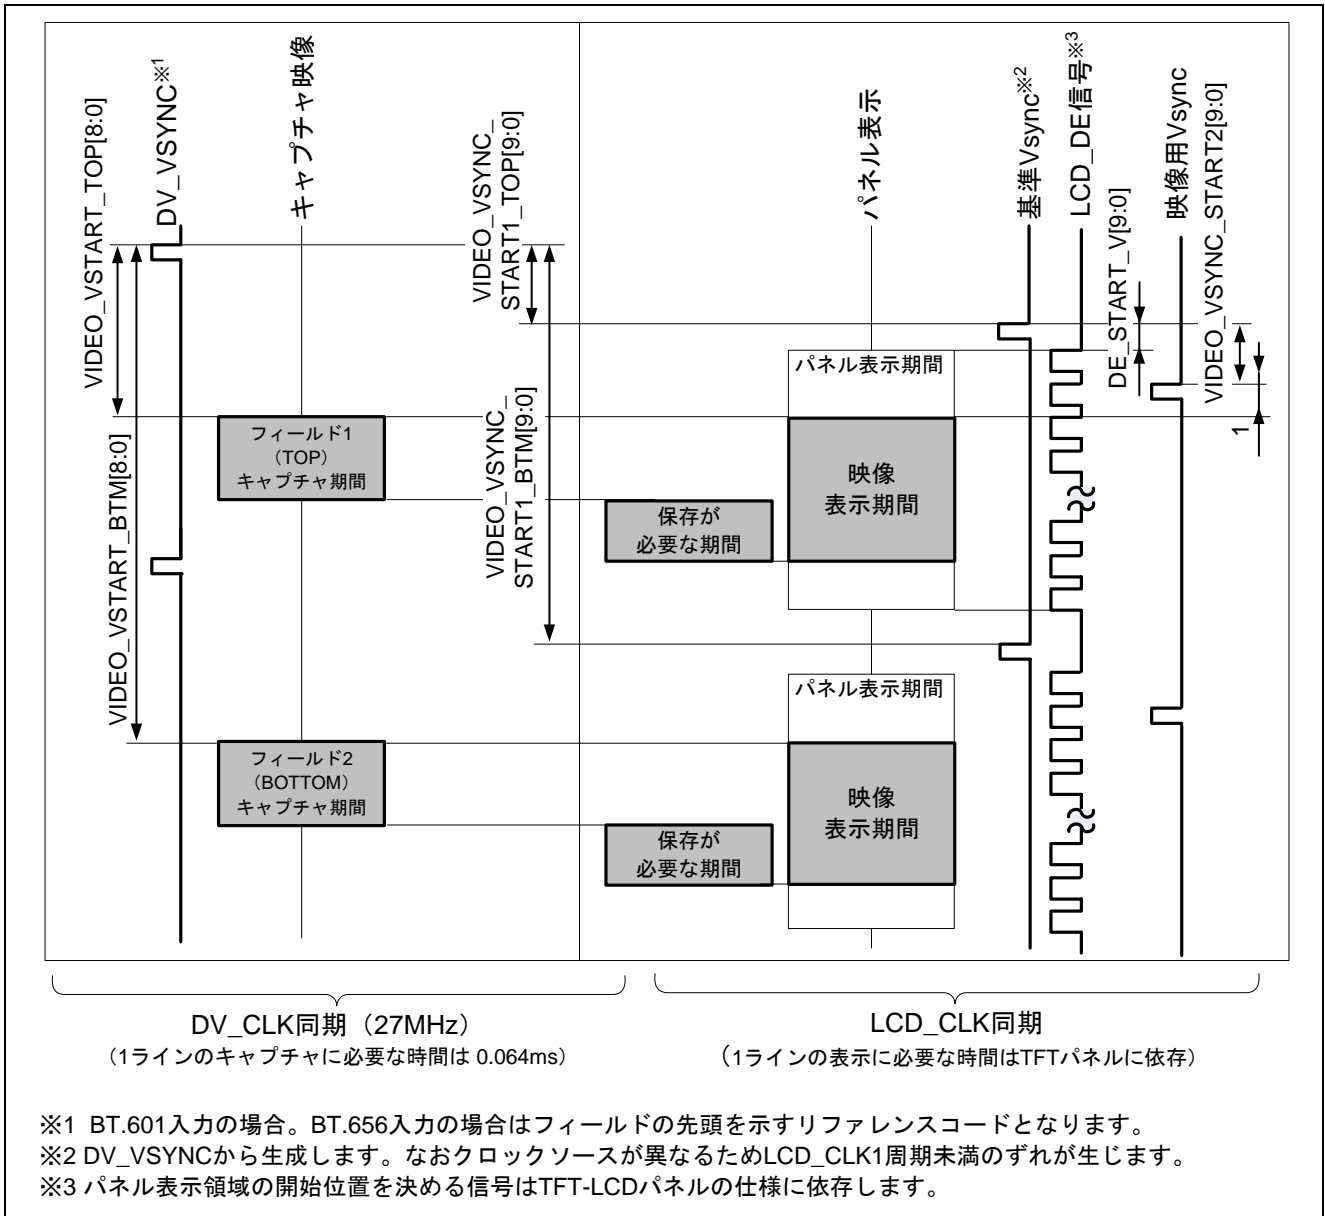 VIDEO_VSTART_TOP[8:0]
DV_VSYNC※1
キャプチャ映像
VIDEO_VSYNC_
START1_TOP[9:0]
パネル表示
基準Vsync※2
LCD_DE信号※3
映像用Vsync
VIDEO_VSYNC_START2[9:0]
DE_START_V[9:0]
1
VIDEO_VSTART_BTM[8:0]
VIDEO_VSYNC_
START1_BTM[9:0]
パネル表示期間
フィールド1
（TOP）
キャプチャ期間
映像
表示期間
保存が
必要な期間
パネル表示期間
フィールド2
（BOTTOM）
キャプチャ期間
映像
表示期間
保存が
必要な期間
DV_CLK同期（27MHz）
（1ラインのキャプチャに必要な時間は 0.064ms）
LCD_CLK同期
（1ラインの表示に必要な時間はTFTパネルに依存）
※1 BT.601入力の場合。BT.656入力の場合はフィールドの先頭を示すリファレンスコードとなります。
※2 DV_VSYNCから生成します。なおクロックソースが異なるためLCD_CLK1周期未満のずれが生じます。
※3 パネル表示領域の開始位置を決める信号はTFT-LCDパネルの仕様に依存します。